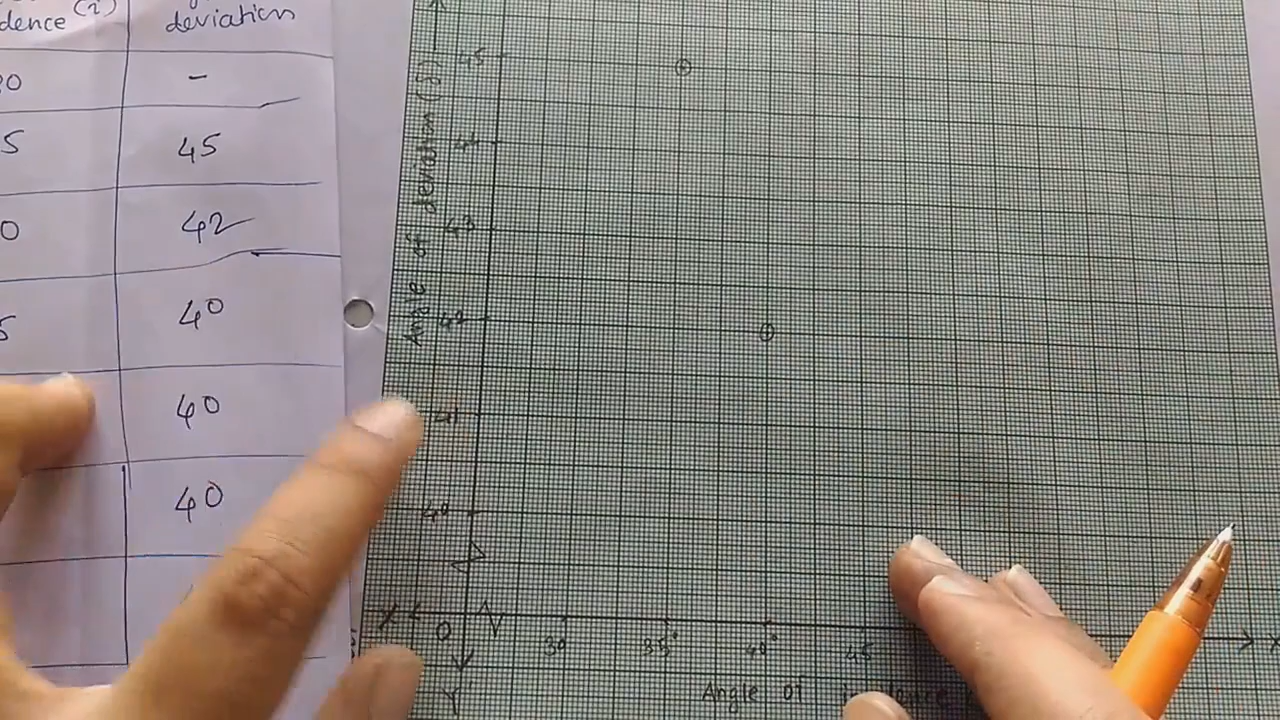 dence (i)
deviation
30 -
5 45
0 42
5 40
40
40
Angle of deviation (δ)
45
44
43
42
41
40
X
O
Y'
30
35°
40°
45
X
Angle of